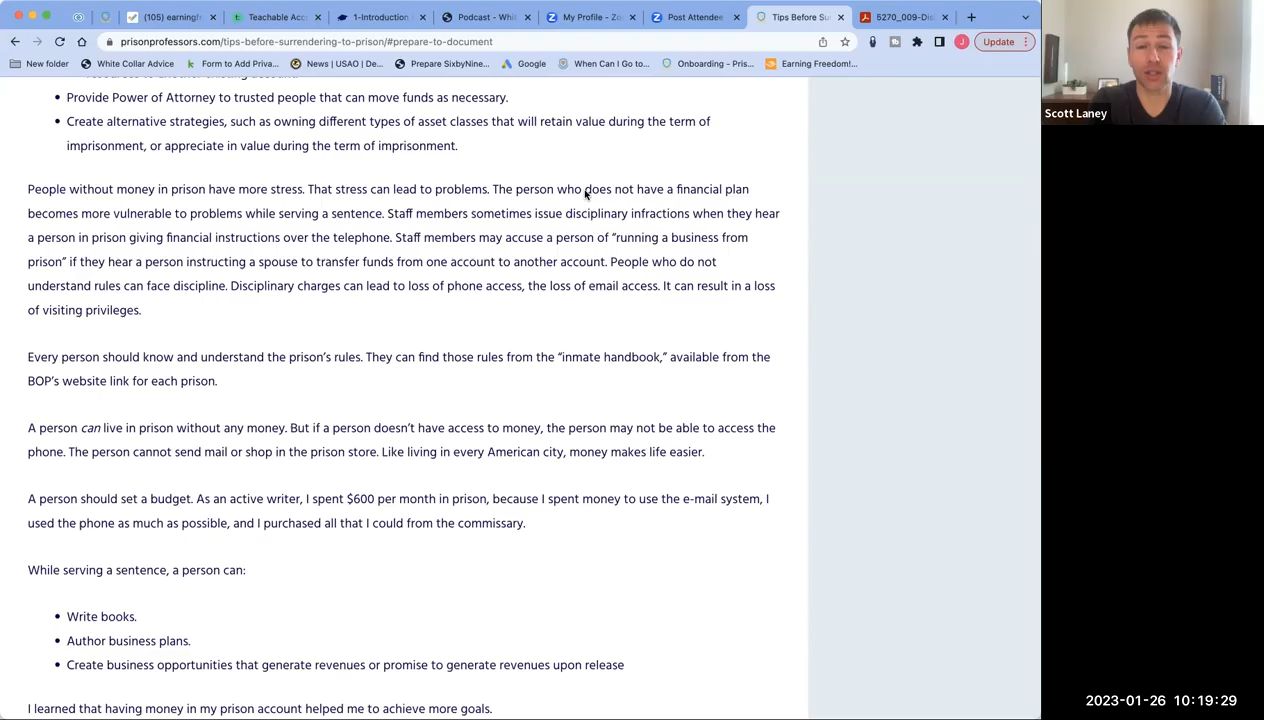 (105) earningfr
Teachable Acc
1-Introduction
Podcast - Whi
My Profile - Zo
Post Attendee
Tips Before Su
5270_009-Dis
prisonprofessors.com/tips-before-surrendering-to-prison/#prepare-to-document
J
Update
New folder
White Collar Advice
Form to Add Priva...
News | USAO | De...
Prepare SixbyNine...
Google
When Can I Go to...
Onboarding - Pris...
Earning Freedom!...
• Provide Power of Attorney to trusted people that can move funds as necessary.
• Create alternative strategies, such as owning different types of asset classes that will retain value during the term of
imprisonment, or appreciate in value during the term of imprisonment.
People without money in prison have more stress. That stress can lead to problems. The person who does not have a financial plan
becomes more vulnerable to problems while serving a sentence. Staff members sometimes issue disciplinary infractions when they hear
a person in prison giving financial instructions over the telephone. Staff members may accuse a person of “running a business from
prison” if they hear a person instructing a spouse to transfer funds from one account to another account. People who do not
understand rules can face discipline. Disciplinary charges can lead to loss of phone access, the loss of email access. It can result in a loss
of visiting privileges.
Every person should know and understand the prison’s rules. They can find those rules from the “inmate handbook,” available from the
BOP’s website link for each prison.
A person can live in prison without any money. But if a person doesn’t have access to money, the person may not be able to access the
phone. The person cannot send mail or shop in the prison store. Like living in every American city, money makes life easier.
A person should set a budget. As an active writer, I spent $600 per month in prison, because I spent money to use the e-mail system, I
used the phone as much as possible, and I purchased all that I could from the commissary.
While serving a sentence, a person can:
• Write books.
• Author business plans.
• Create business opportunities that generate revenues or promise to generate revenues upon release
I learned that having money in my prison account helped me to achieve more goals.
Scott Laney
2023-01-26 10:19:29